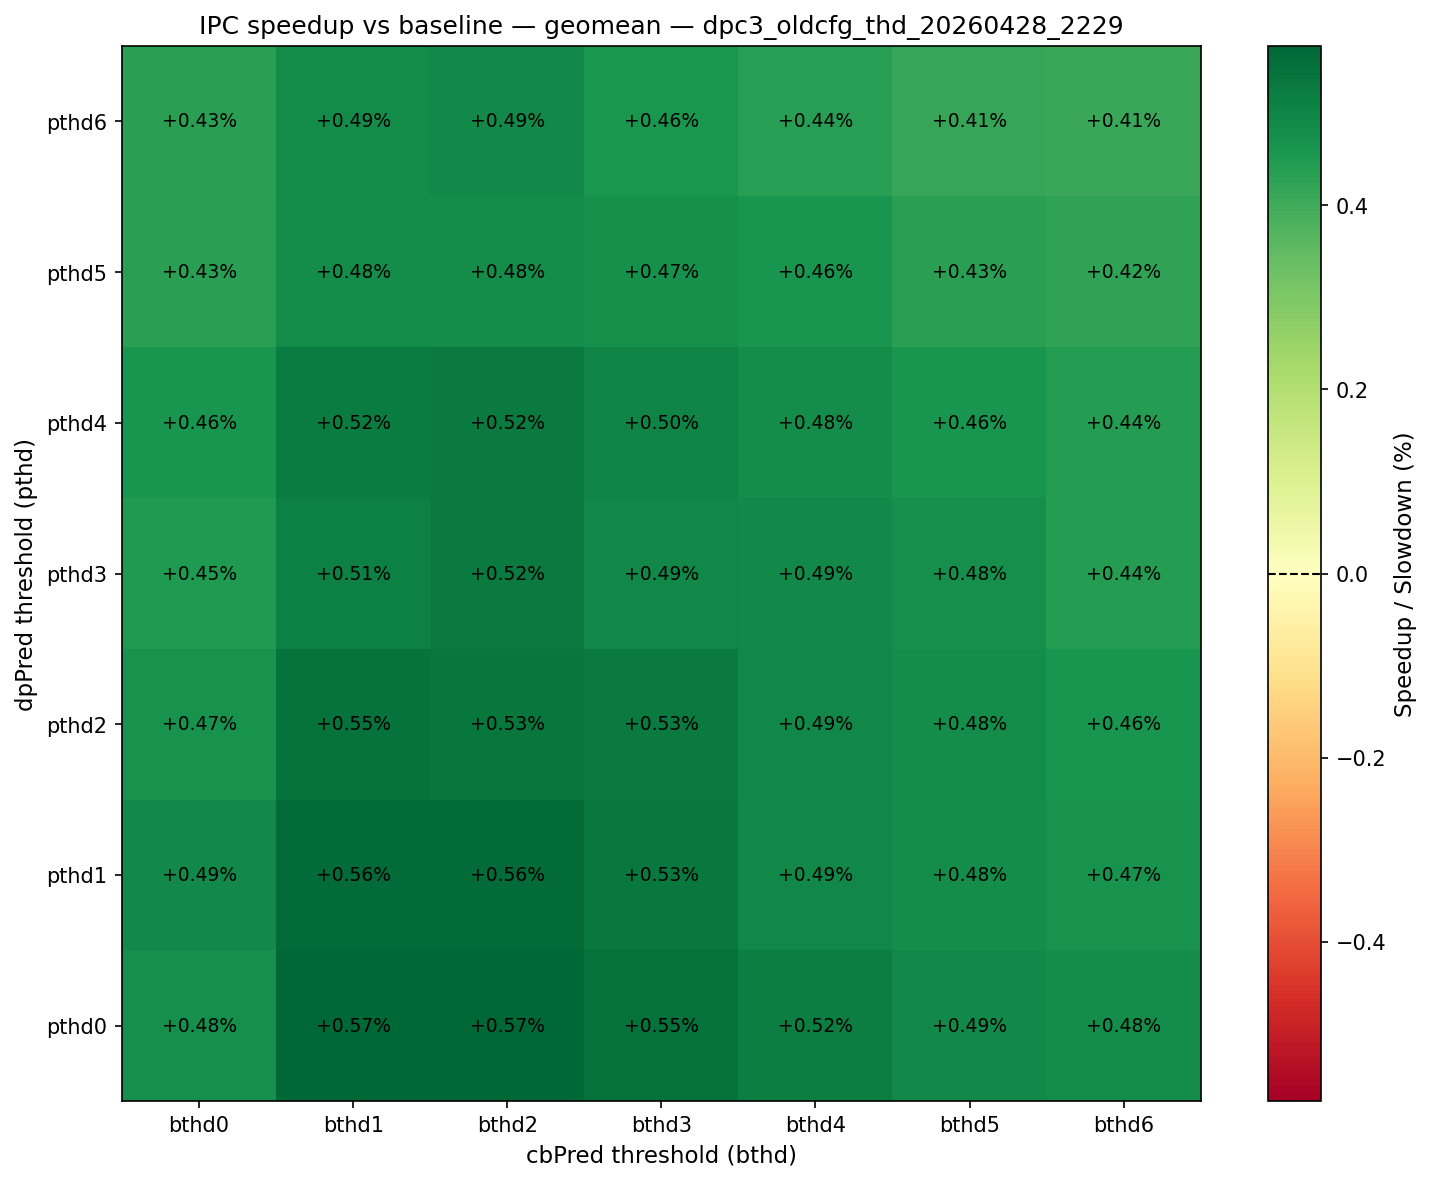 IPC speedup vs baseline — geomean — dpc3_oldcfg_thd_20260428_2229
pthd6 +0.43% +0.49% +0.49% +0.46% +0.44% +0.41% +0.41%
pthd5 +0.43% +0.48% +0.48% +0.47% +0.46% +0.43% +0.42%
pthd4 +0.46% +0.52% +0.52% +0.50% +0.48% +0.46% +0.44%
pthd3 +0.45% +0.51% +0.52% +0.49% +0.49% +0.48% +0.44%
pthd2 +0.47% +0.55% +0.53% +0.53% +0.49% +0.48% +0.46%
pthd1 +0.49% +0.56% +0.56% +0.53% +0.49% +0.48% +0.47%
pthd0 +0.48% +0.57% +0.57% +0.55% +0.52% +0.49% +0.48%
bthd0 bthd1 bthd2 bthd3 bthd4 bthd5 bthd6
cbPred threshold (bthd)
dpPred threshold (pthd)
0.4
0.2
0.0
−0.2
−0.4
Speedup / Slowdown (%)